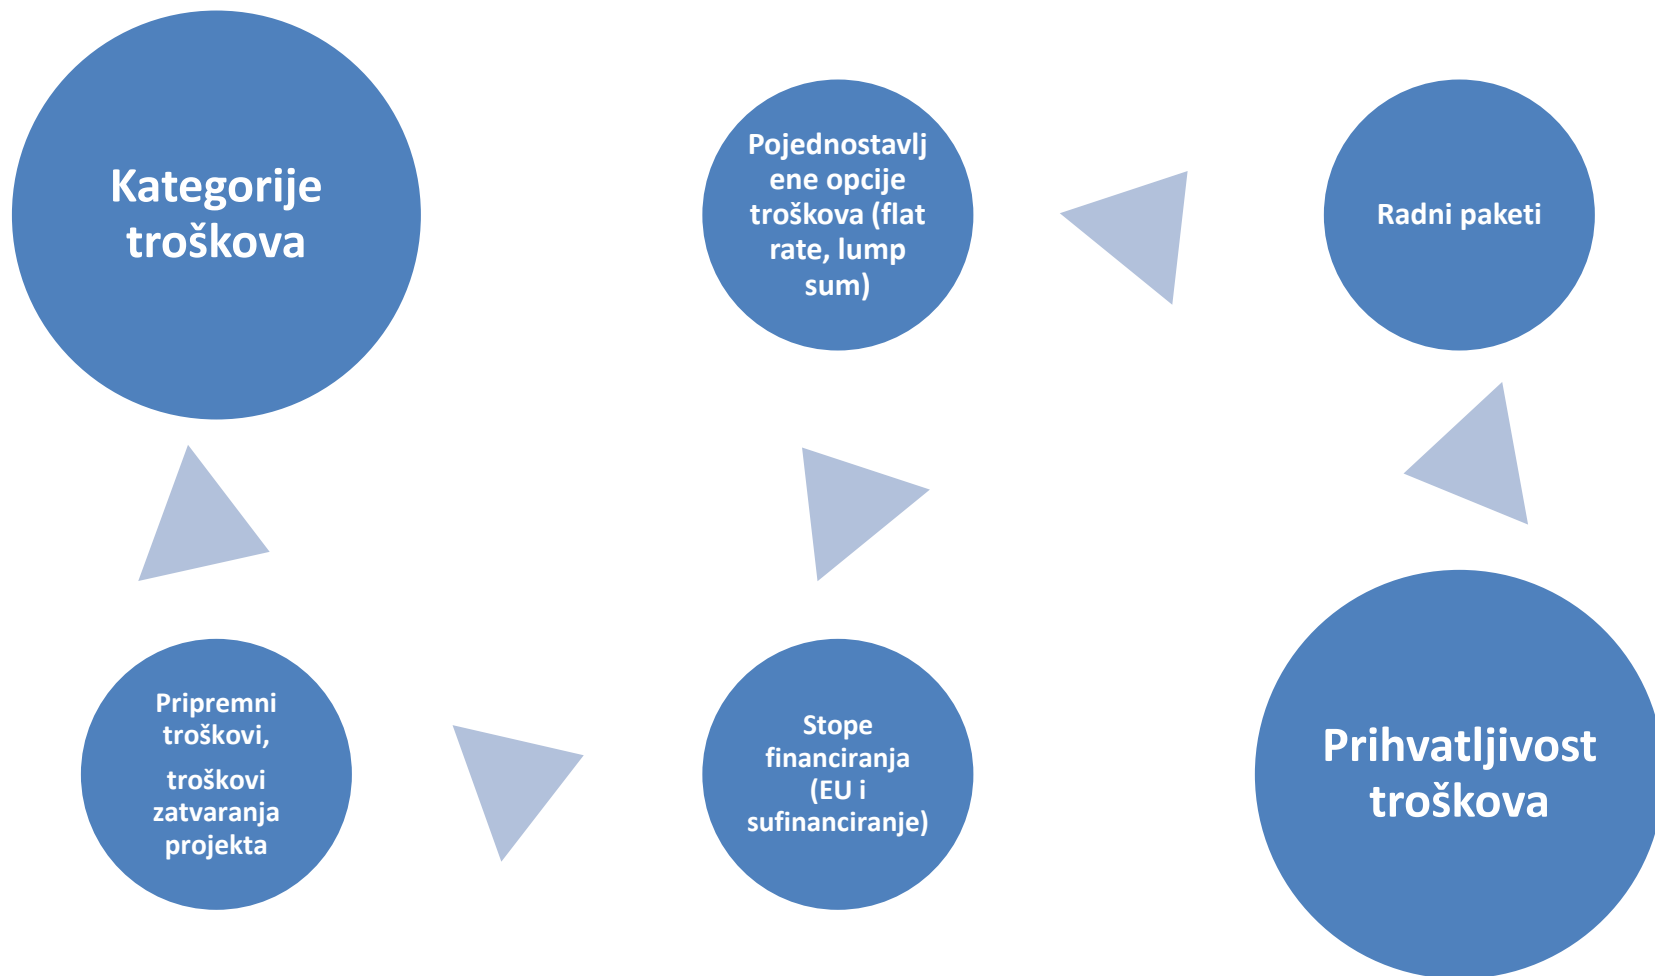 Kategorije
troškova
Pojednostavlj
ene opcije
troškova (flat
rate, lump
sum)
Radni paketi
Pripremni
troškovi,
troškovi
zatvaranja
projekta
Stope
financiranja
(EU i
sufinanciranje)
Prihvatljivost
troškova